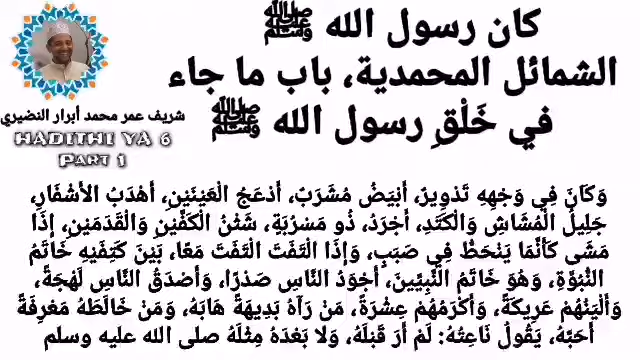 كان رسول الله ﷺ
الشمائل المحمدية، باب ما جاء
في خَلْقِ رسول الله ﷺ
شريف عمر محمد أبرار النضيري
HADITHI YA 6
PART 1
وَكَانَ فِي وَجْهِهِ تَدْوِيرٌ، أَبْيَضُ مُشَرَبٌ، أَدْعَجُ الْعَيْنَيْنِ، أَهْدَبُ الأَشْفَارِ،
جَلِيلُ الْمُشَاشِ وَالْكَتَدِ، أَجْرَدُ، ذُو مَسْرُبَةٍ، شَثْنُ الْكَفَّيْنِ وَالْقَدَمَيْنِ، إِذَا
مَشَى كَأَنَّمَا يَنْحَطُّ فِي صَبَبٍ، وَإِذَا الْتَفَتَ الْتَفَتَ مَعًا، بَيْنَ كَتِفَيْهِ خَاتَمُ
النُّبُوَّةِ، وَهُوَ خَاتَمُ النَّبِيِّينَ، أَجْوَدُ النَّاسِ صَدْرًا، وَأَصْدَقُ النَّاسِ لَهْجَةً،
وَأَلْيَنُهُمْ عَرِيكَةً، وَأَكْرَمُهُمْ عِشْرَةً، مَنْ رَآهُ بَدِيهَةً هَابَهُ، وَمَنْ خَالَطَهُ مَعْرِفَةً
أَحَبَّهُ، يَقُولُ نَاعِتُهُ: لَمْ أَرَ قَبْلَهُ، وَلَا بَعْدَهُ مِثْلَهُ صلى الله عليه وسلم